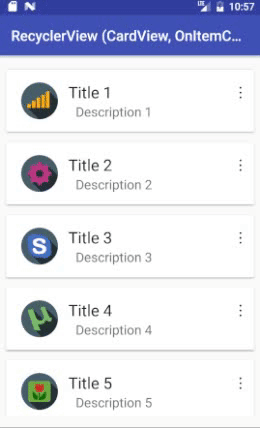 LTE 10:57
RecyclerView (CardView, OnItemC...
Title 1
Description 1
Title 2
Description 2
S Title 3
Description 3
µ Title 4
Description 4
Title 5
Description 5